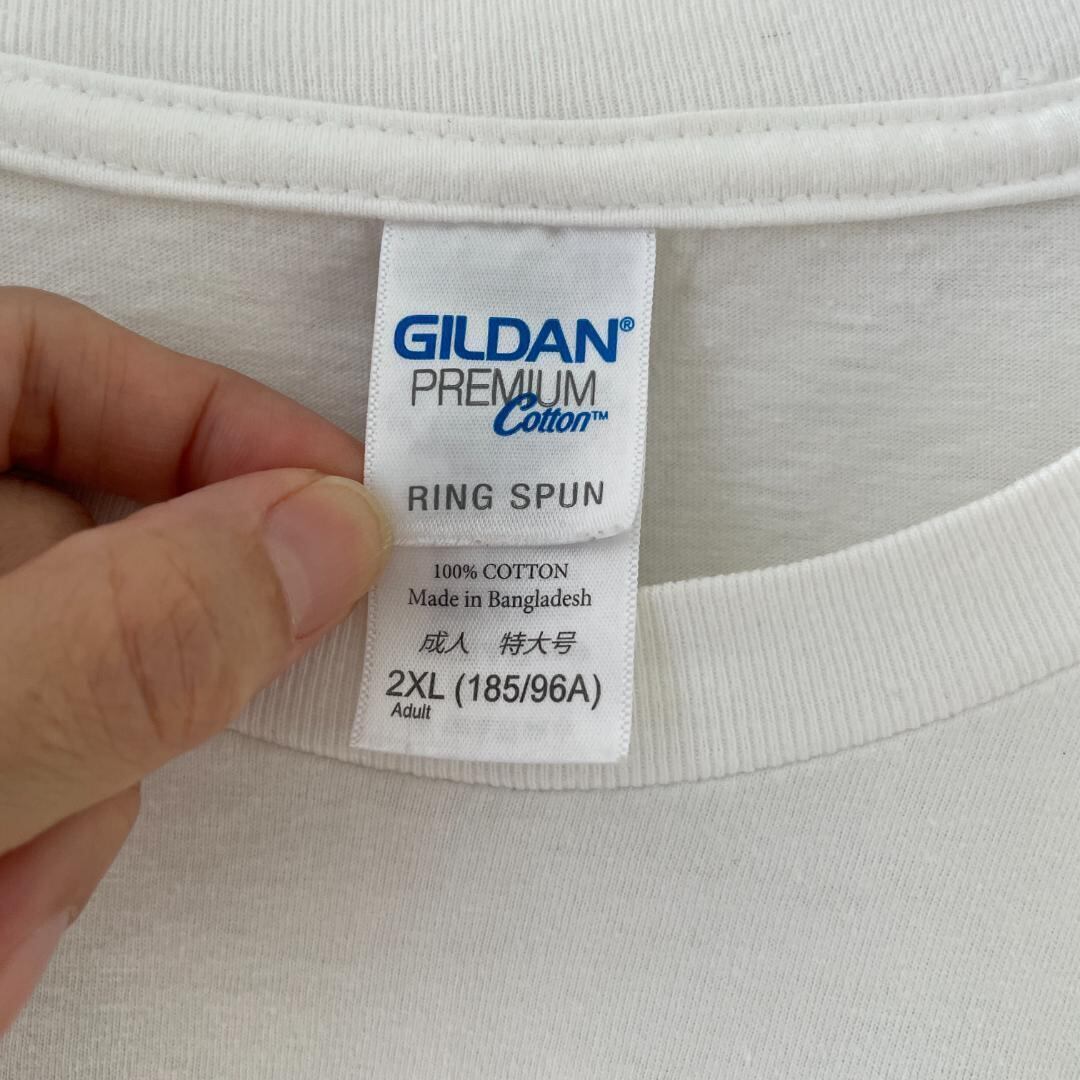 GILDAN®
PREMIUM
Cotton™
RING SPUN
100% COTTON
Made in Bangladesh
成人 特大号
2XL (185/96A)
Adult